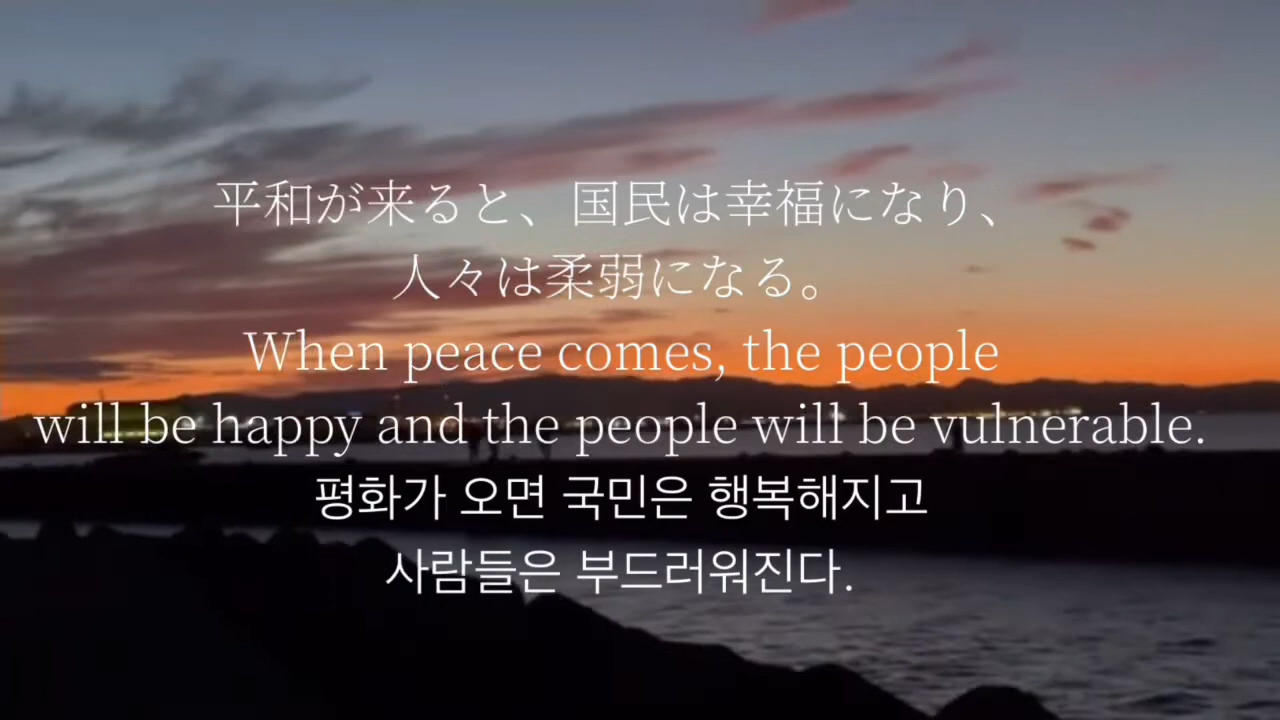 平和が来ると、国民は幸福になり、
人々は柔弱になる。
When peace comes, the people
will be happy and the people will be vulnerable.
평화가 오면 국민은 행복해지고
사람들은 부드러워진다.